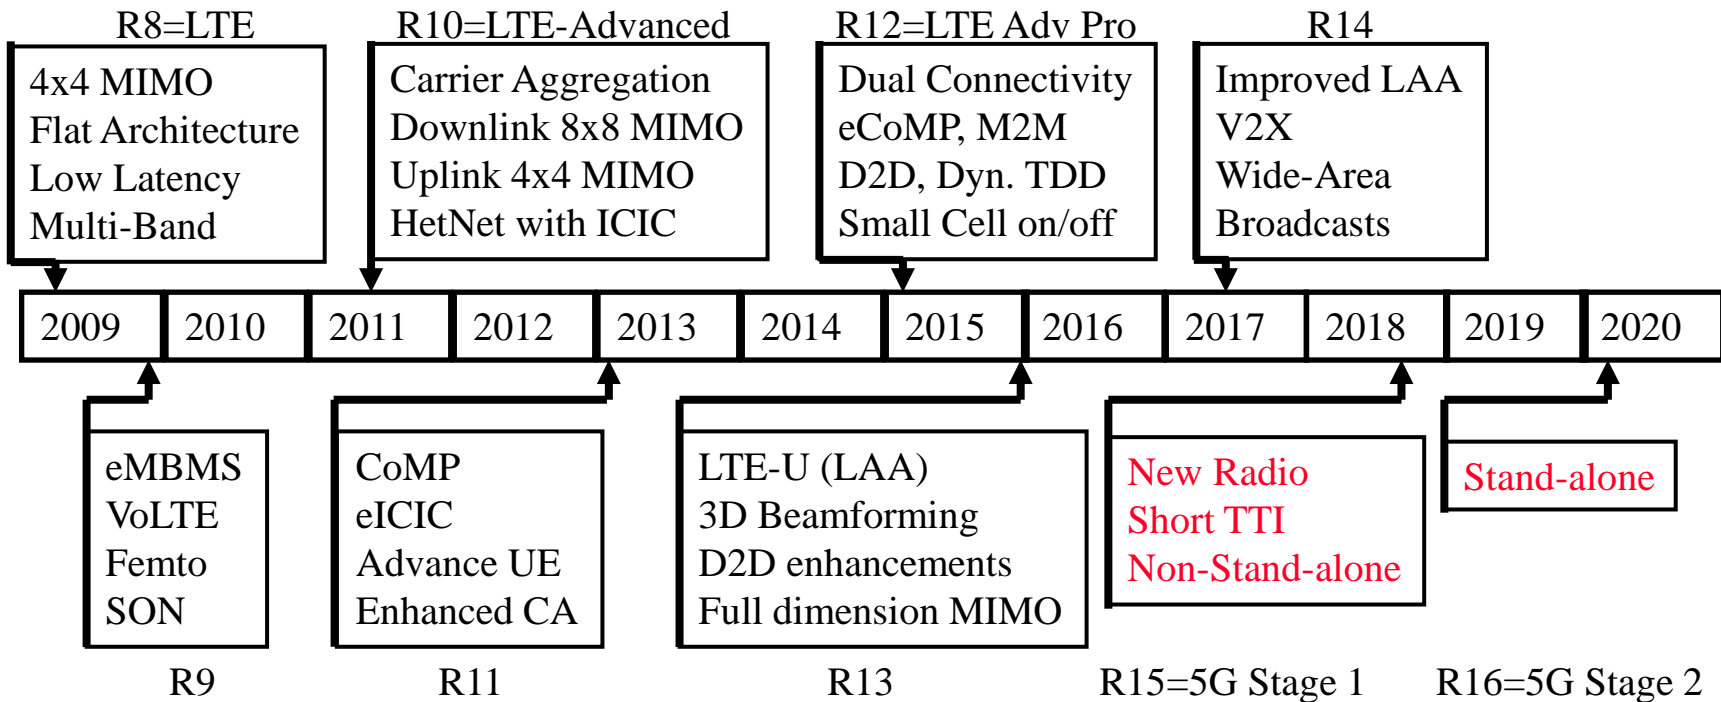 R8=LTE
4x4 MIMO
Flat Architecture
Low Latency
Multi-Band
R10=LTE-Advanced
Carrier Aggregation
Downlink 8x8 MIMO
Uplink 4x4 MIMO
HetNet with ICIC
R12=LTE Adv Pro
Dual Connectivity
eCoMP, M2M
D2D, Dyn. TDD
Small Cell on/off
R14
Improved LAA
V2X
Wide-Area
Broadcasts
2009 2010 2011 2012 2013 2014 2015 2016 2017 2018 2019 2020
eMBMS
VoLTE
Femto
SON
R9
CoMP
eICIC
Advance UE
Enhanced CA
R11
LTE-U (LAA)
3D Beamforming
D2D enhancements
Full dimension MIMO
R13
New Radio
Short TTI
Non-Stand-alone
R15=5G Stage 1
Stand-alone
R16=5G Stage 2